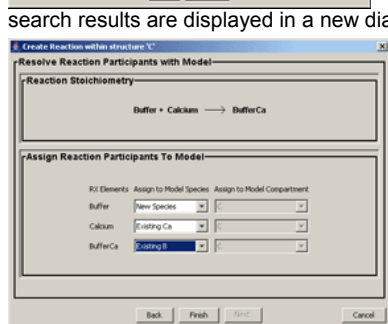 search results are displayed in a new dia
Create Reaction within structure 'C'
Resolve Reaction Participants with Model
Reaction Stoichiometry
Buffer + Calcium ⟶ BufferCa
Assign Reaction Participants To Model
RX Elements Assign to Model Species Assign to Model Compartment
Buffer New Species C
Calcium Existing Ca C
BufferCa Existing B C
Back Finish Next Cancel